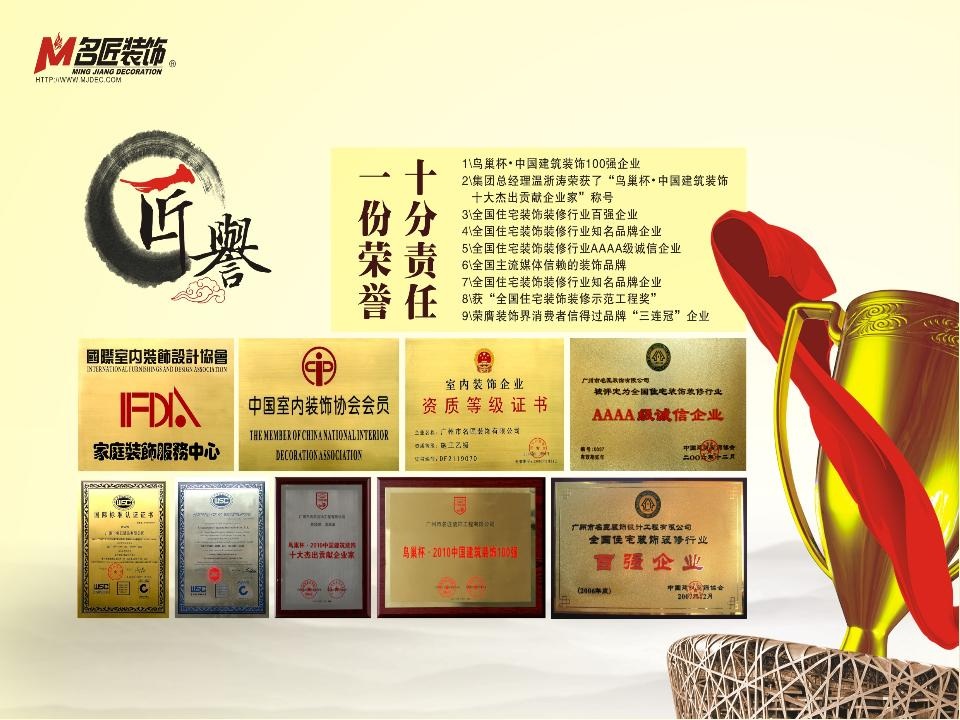 名匠装饰®
MING JIANG DECORATION
HTTP://WWW.MJDEC.COM
匠
譽
十分责任
一份荣誉
1\鸟巢杯·中国建筑装饰100强企业
2\集团总经理温浙涛荣获了“鸟巢杯·中国建筑装饰
十大杰出贡献企业家”称号
3\全国住宅装饰装修行业百强企业
4\全国住宅装饰装修行业知名品牌企业
5\全国住宅装饰装修行业AAAA级诚信企业
6\全国主流媒体信赖的装饰品牌
7\全国住宅装饰装修行业知名品牌企业
8\获“全国住宅装饰装修示范工程奖”
9\荣膺装饰界消费者信得过品牌“三连冠”企业
國際室内裝飾設計協會
INTERNATIONAL FURNISHINGS AND DESIGN ASSOCIATION
IFDA
家庭裝飾服務中心
中国室内装饰协会会员
THE MEMBER OF CHINA NATIONAL INTERIOR
DECORATION ASSOCIATION
室内装饰企业
资质等级证书
企业名称:广州市名匠装饰有限公司
证书编号:DF2119070
广州市名匠装饰有限公司
被评定为全国住宅装饰装修行业
AAAA级诚信企业
WSC
国际标准认证证书
WSC
WSC
WSC
鸟巢杯·2010中国建筑装饰
十大杰出贡献企业家
鸟巢杯·2010中国建筑装饰100强
广州市名匠装饰设计工程有限公司
全国住宅装饰装修行业
百强企业
(2006年度)